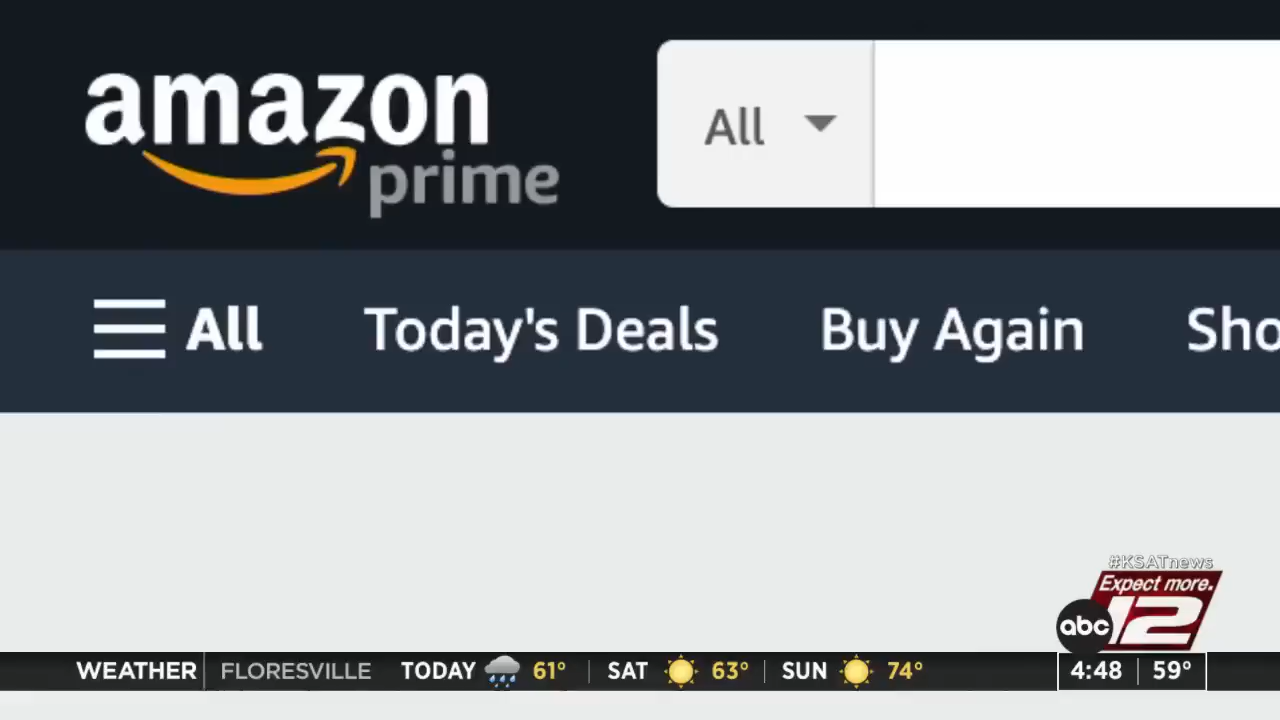 amazon
prime
All
All Today's Deals Buy Again Sho
#KSATnews
Expect more.
abc 12
WEATHER FLORESVILLE TODAY 61° SAT 63° SUN 74° 4:48 59°